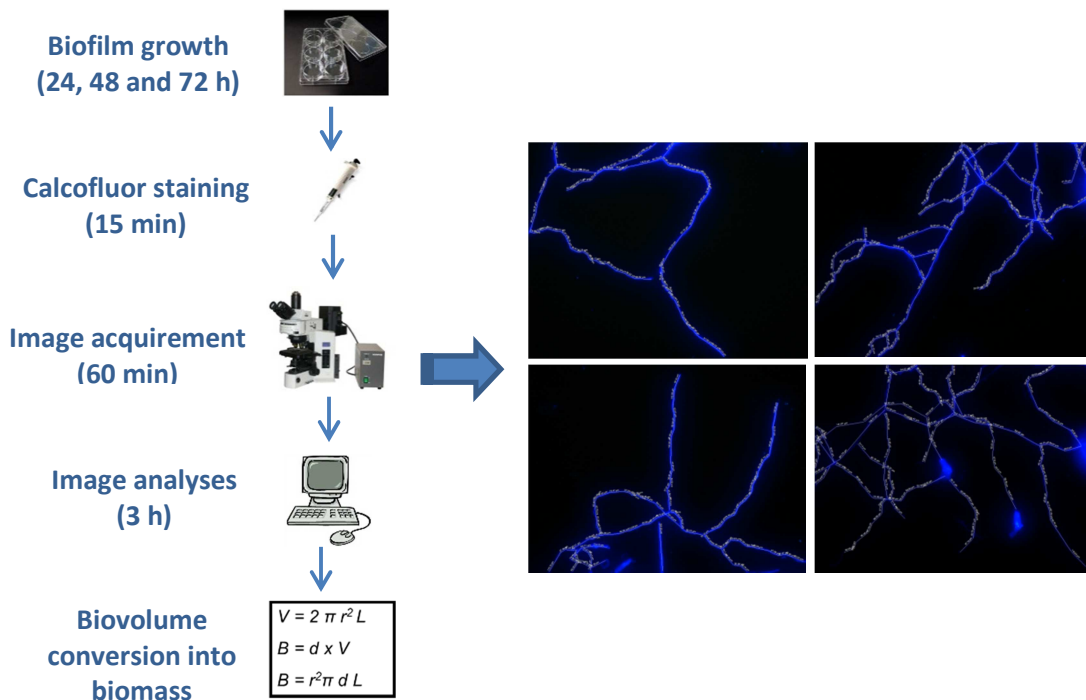 Biofilm growth
(24, 48 and 72 h)
Calcofluor staining
(15 min)
Image acquirement
(60 min)
Image analyses
(3 h)
Biovolume
conversion into
biomass
V = 2 π r² L
B = d x V
B = r²π d L